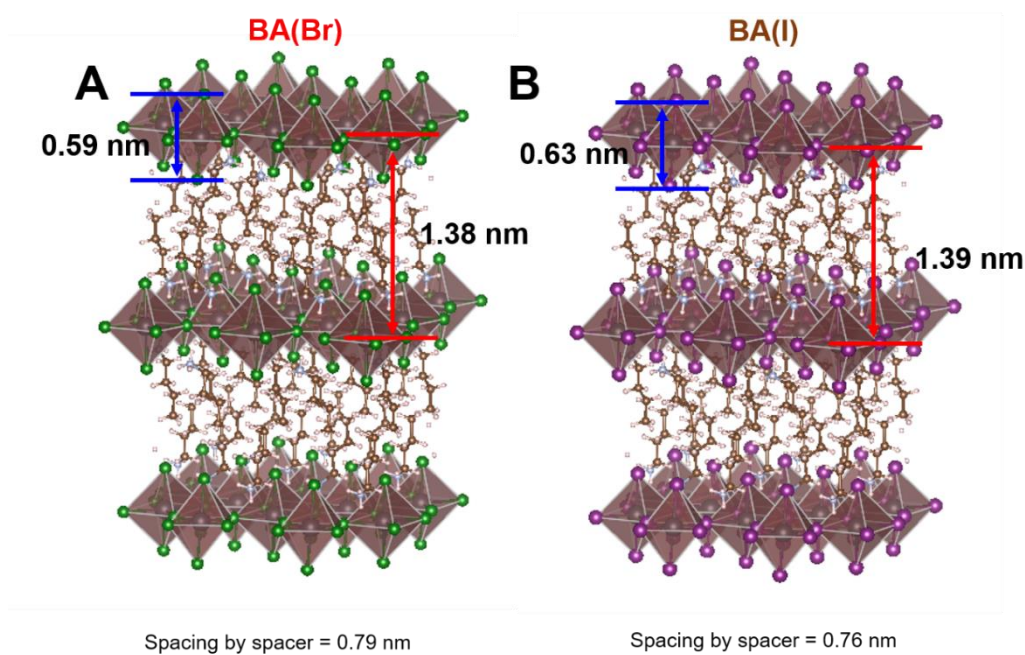 BA(Br)
BA(I)
A
B
0.59 nm
0.63 nm
1.38 nm
1.39 nm
Spacing by spacer = 0.79 nm
Spacing by spacer = 0.76 nm